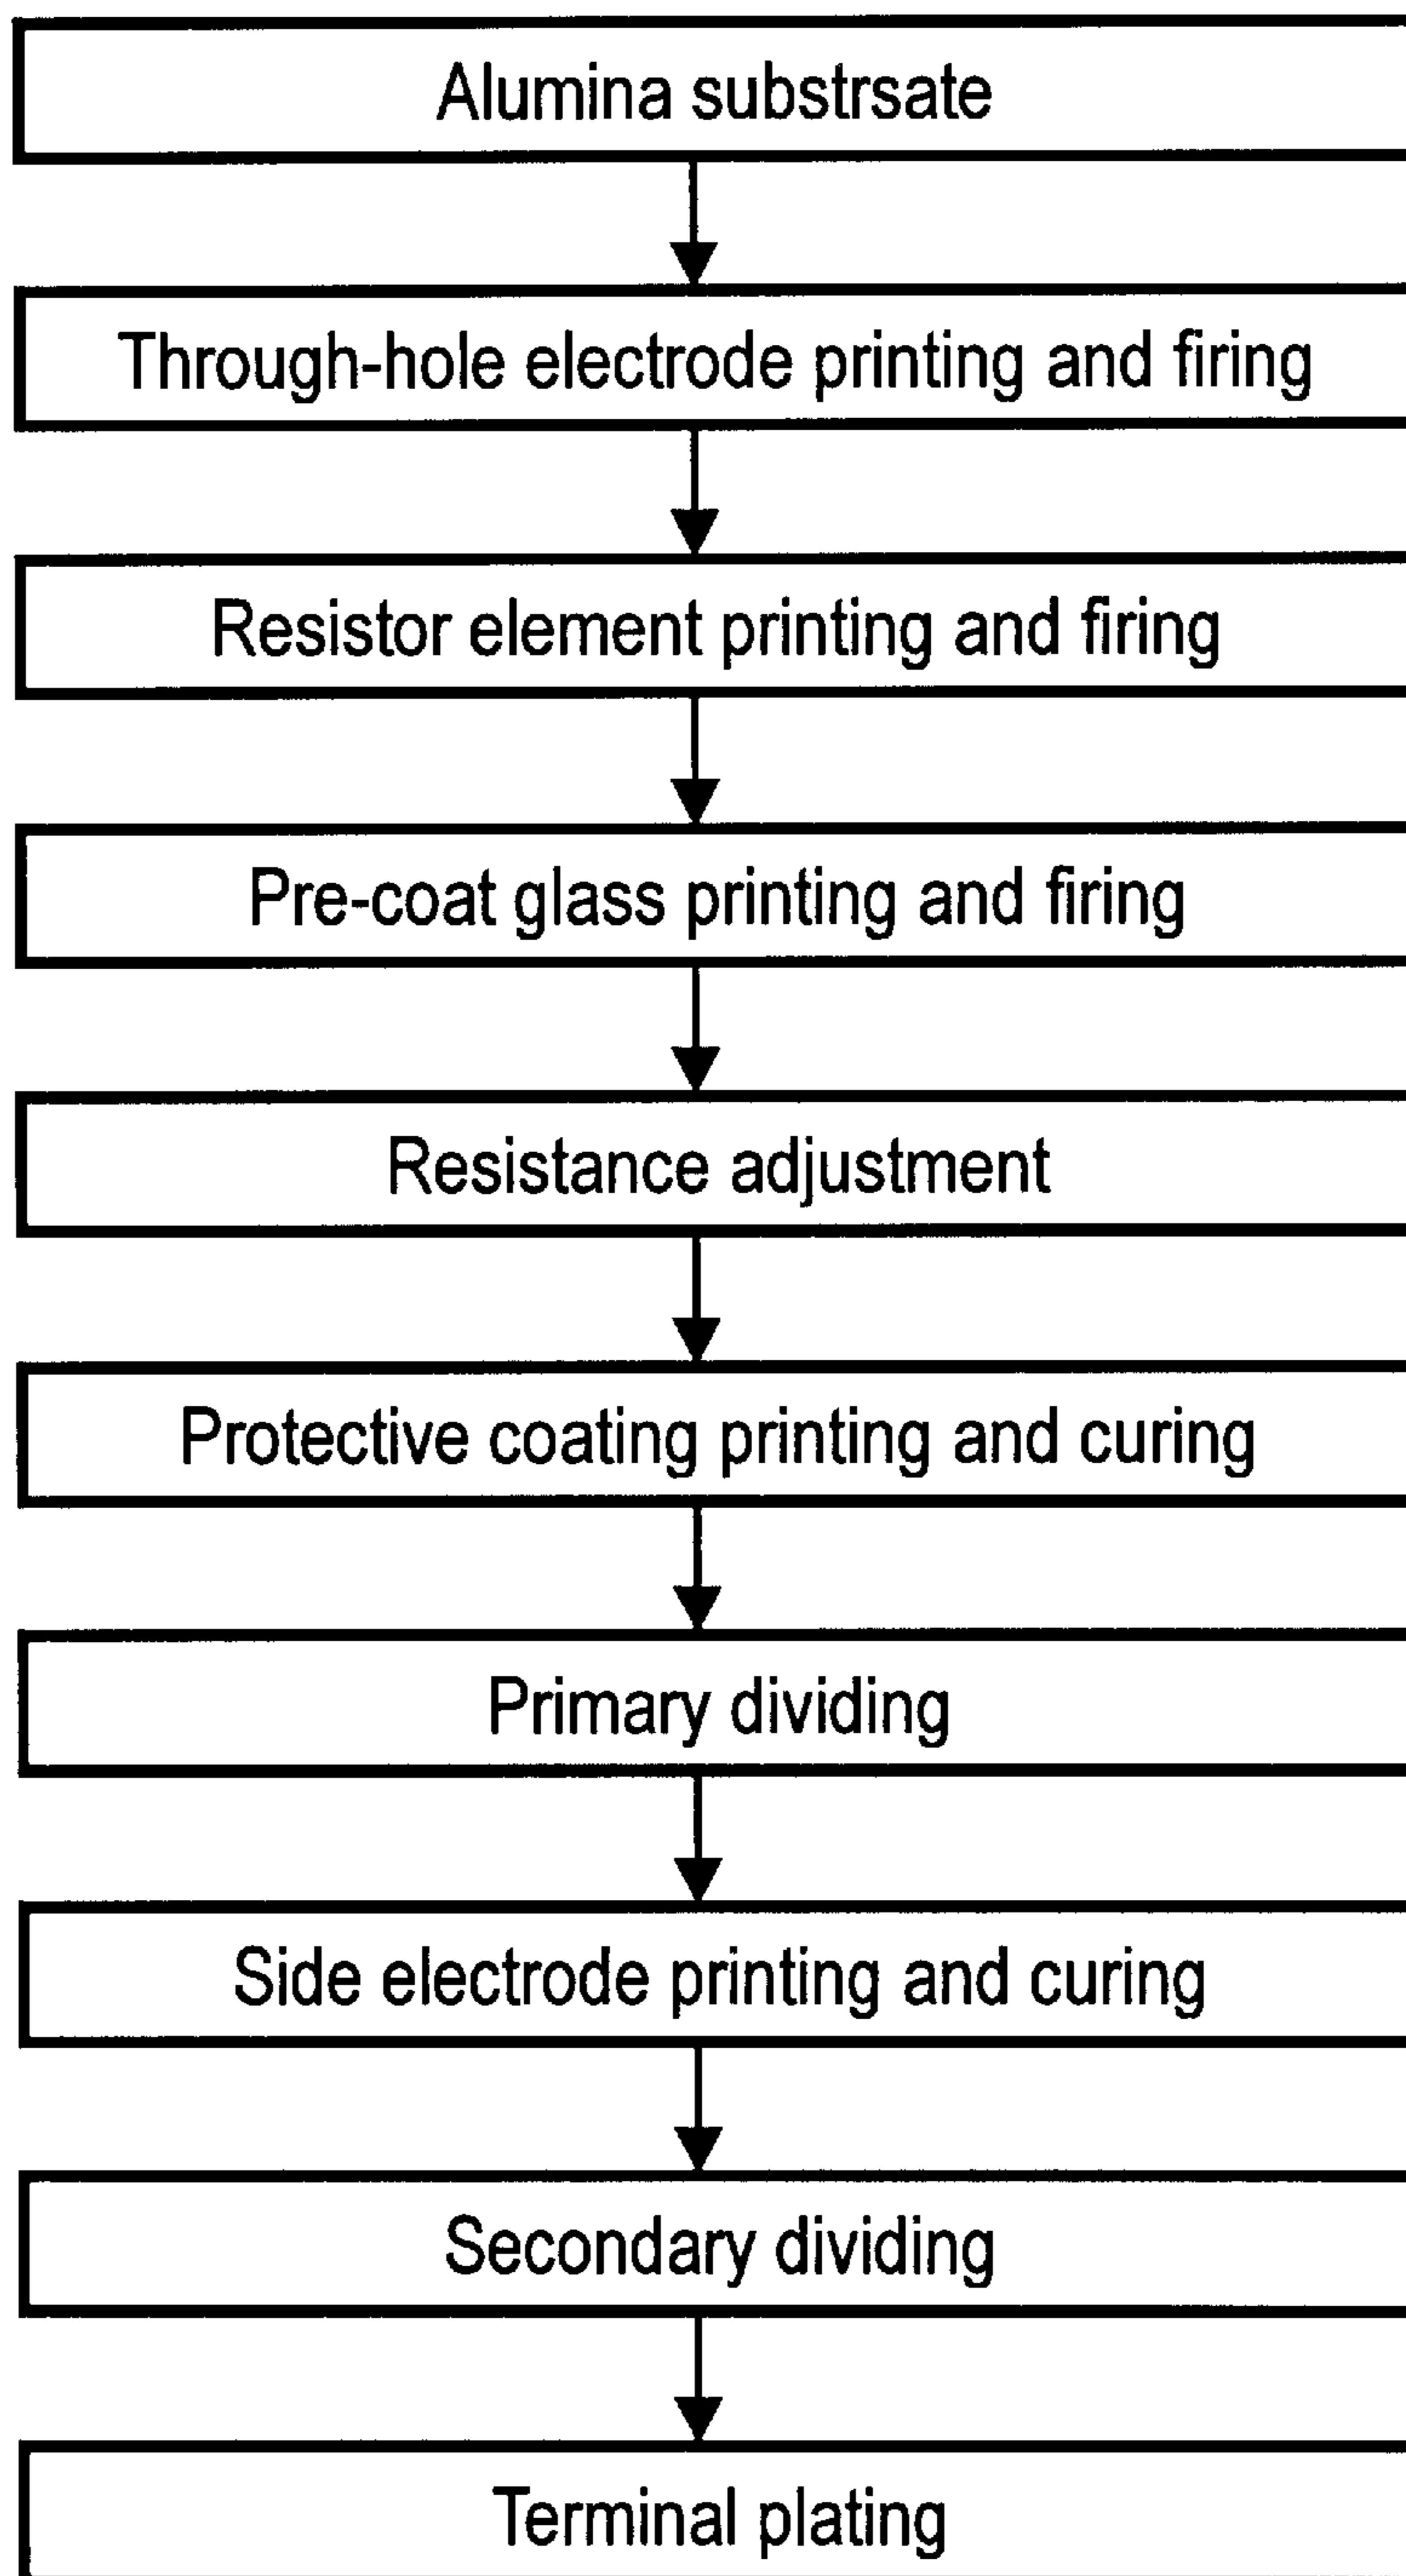 Alumina substrsate
Through-hole electrode printing and firing
Resistor element printing and firing
Pre-coat glass printing and firing
Resistance adjustment
Protective coating printing and curing
Primary dividing
Side electrode printing and curing
Secondary dividing
Terminal plating